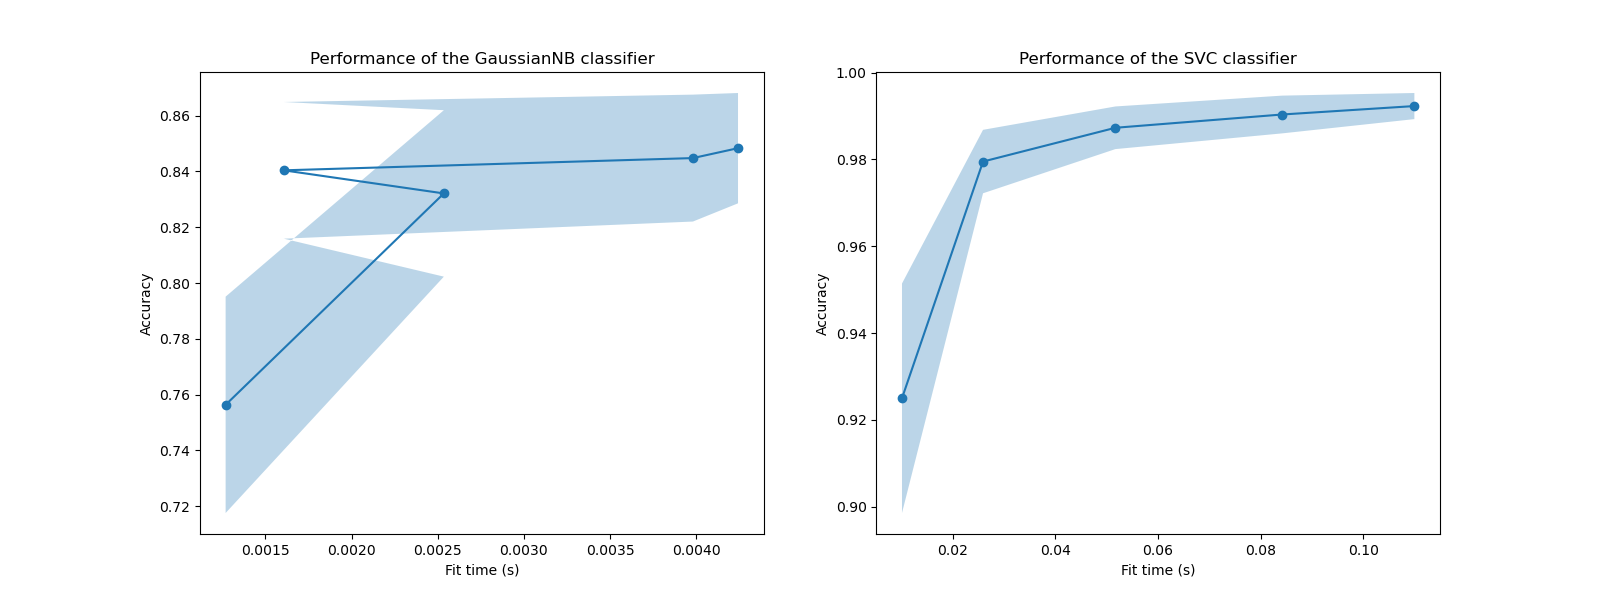 Performance of the GaussianNB classifier
Accuracy
0.86
0.84
0.82
0.80
0.78
0.76
0.74
0.72
0.0015 0.0020 0.0025 0.0030 0.0035 0.0040
Fit time (s)
Performance of the SVC classifier
Accuracy
1.00
0.98
0.96
0.94
0.92
0.90
0.02 0.04 0.06 0.08 0.10
Fit time (s)